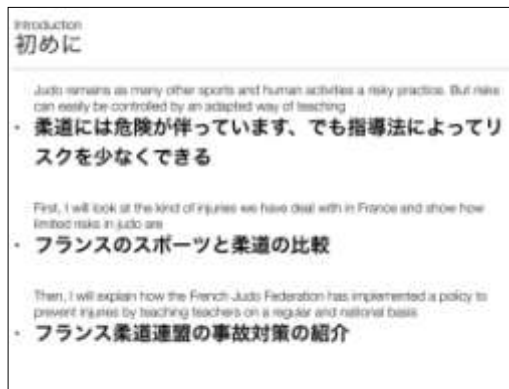 Introduction
初めに
Judo remains as many other sports and human activities a risky practice. But risks
can easily be controlled by an adapted way of teaching
・ 柔道には危険が伴っています、でも指導法によってリ
スクを少なくできる
First, I will look at the kind of injuries we have deal with in France and show how
limited risks in judo are
・ フランスのスポーツと柔道の比較
Then, I will explain how the French Judo Federation has implemented a policy to
prevent injuries by teaching teachers on a regular and national basis
・ フランス柔道連盟の事故対策の紹介